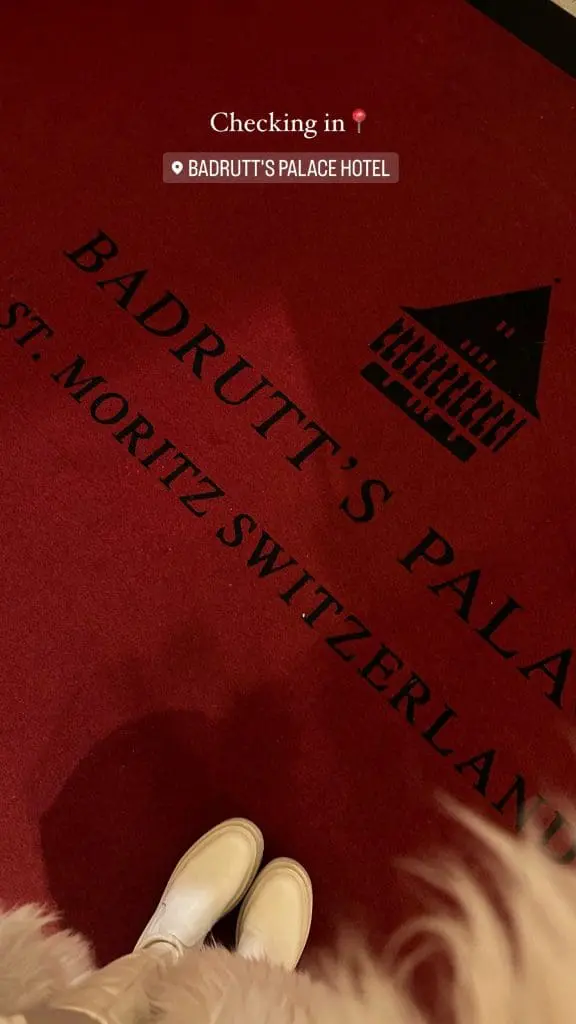 Checking in📍
BADRUTT'S PALACE HOTEL
BADRUTT'S PALA
ST. MORITZ SWITZERLAND